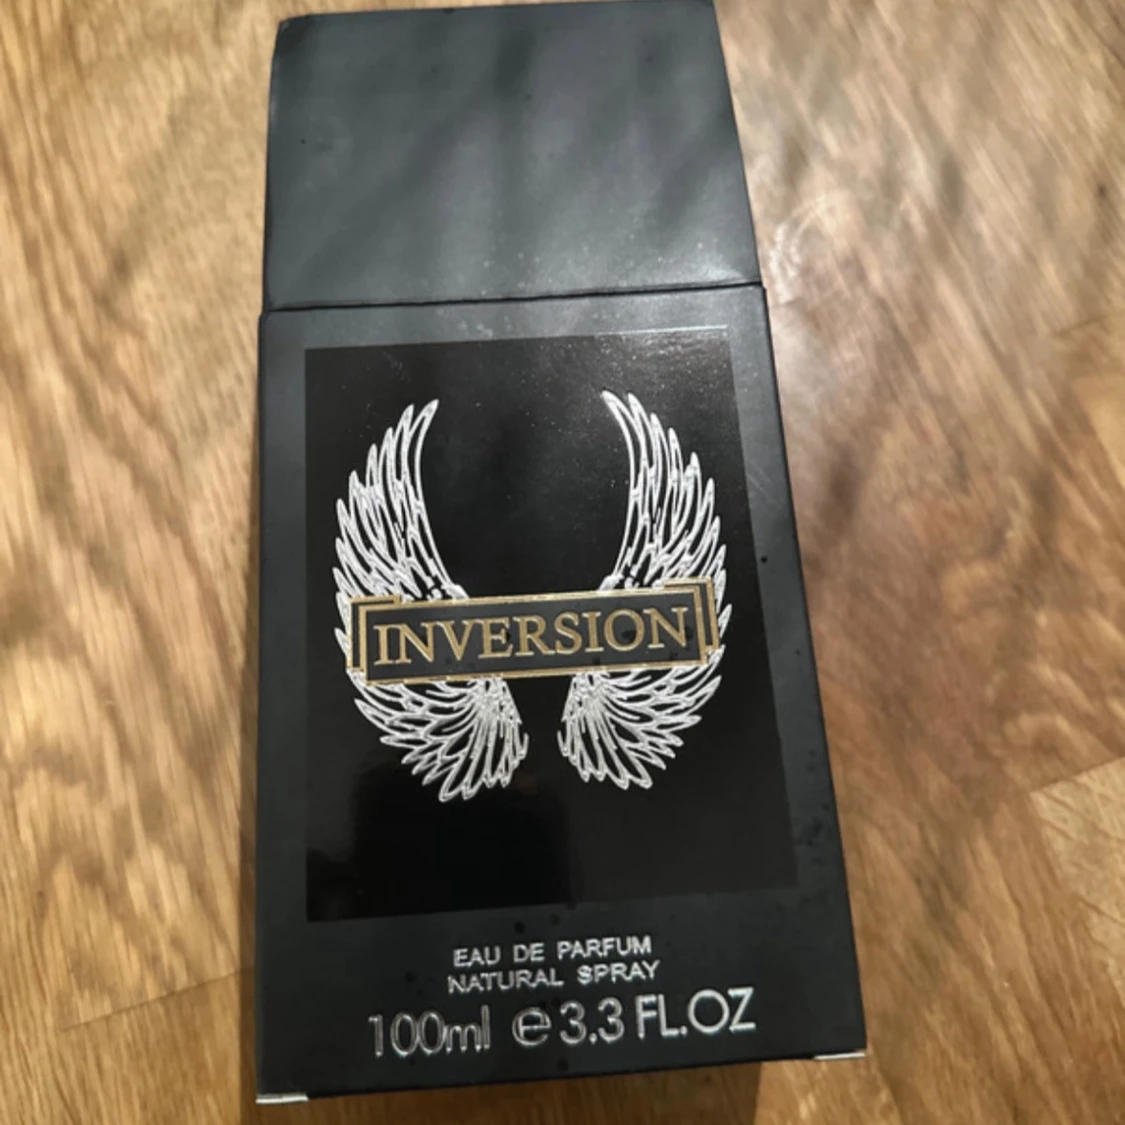 INVERSION
EAU DE PARFUM
NATURAL SPRAY
100ml e 3.3 FL.OZ